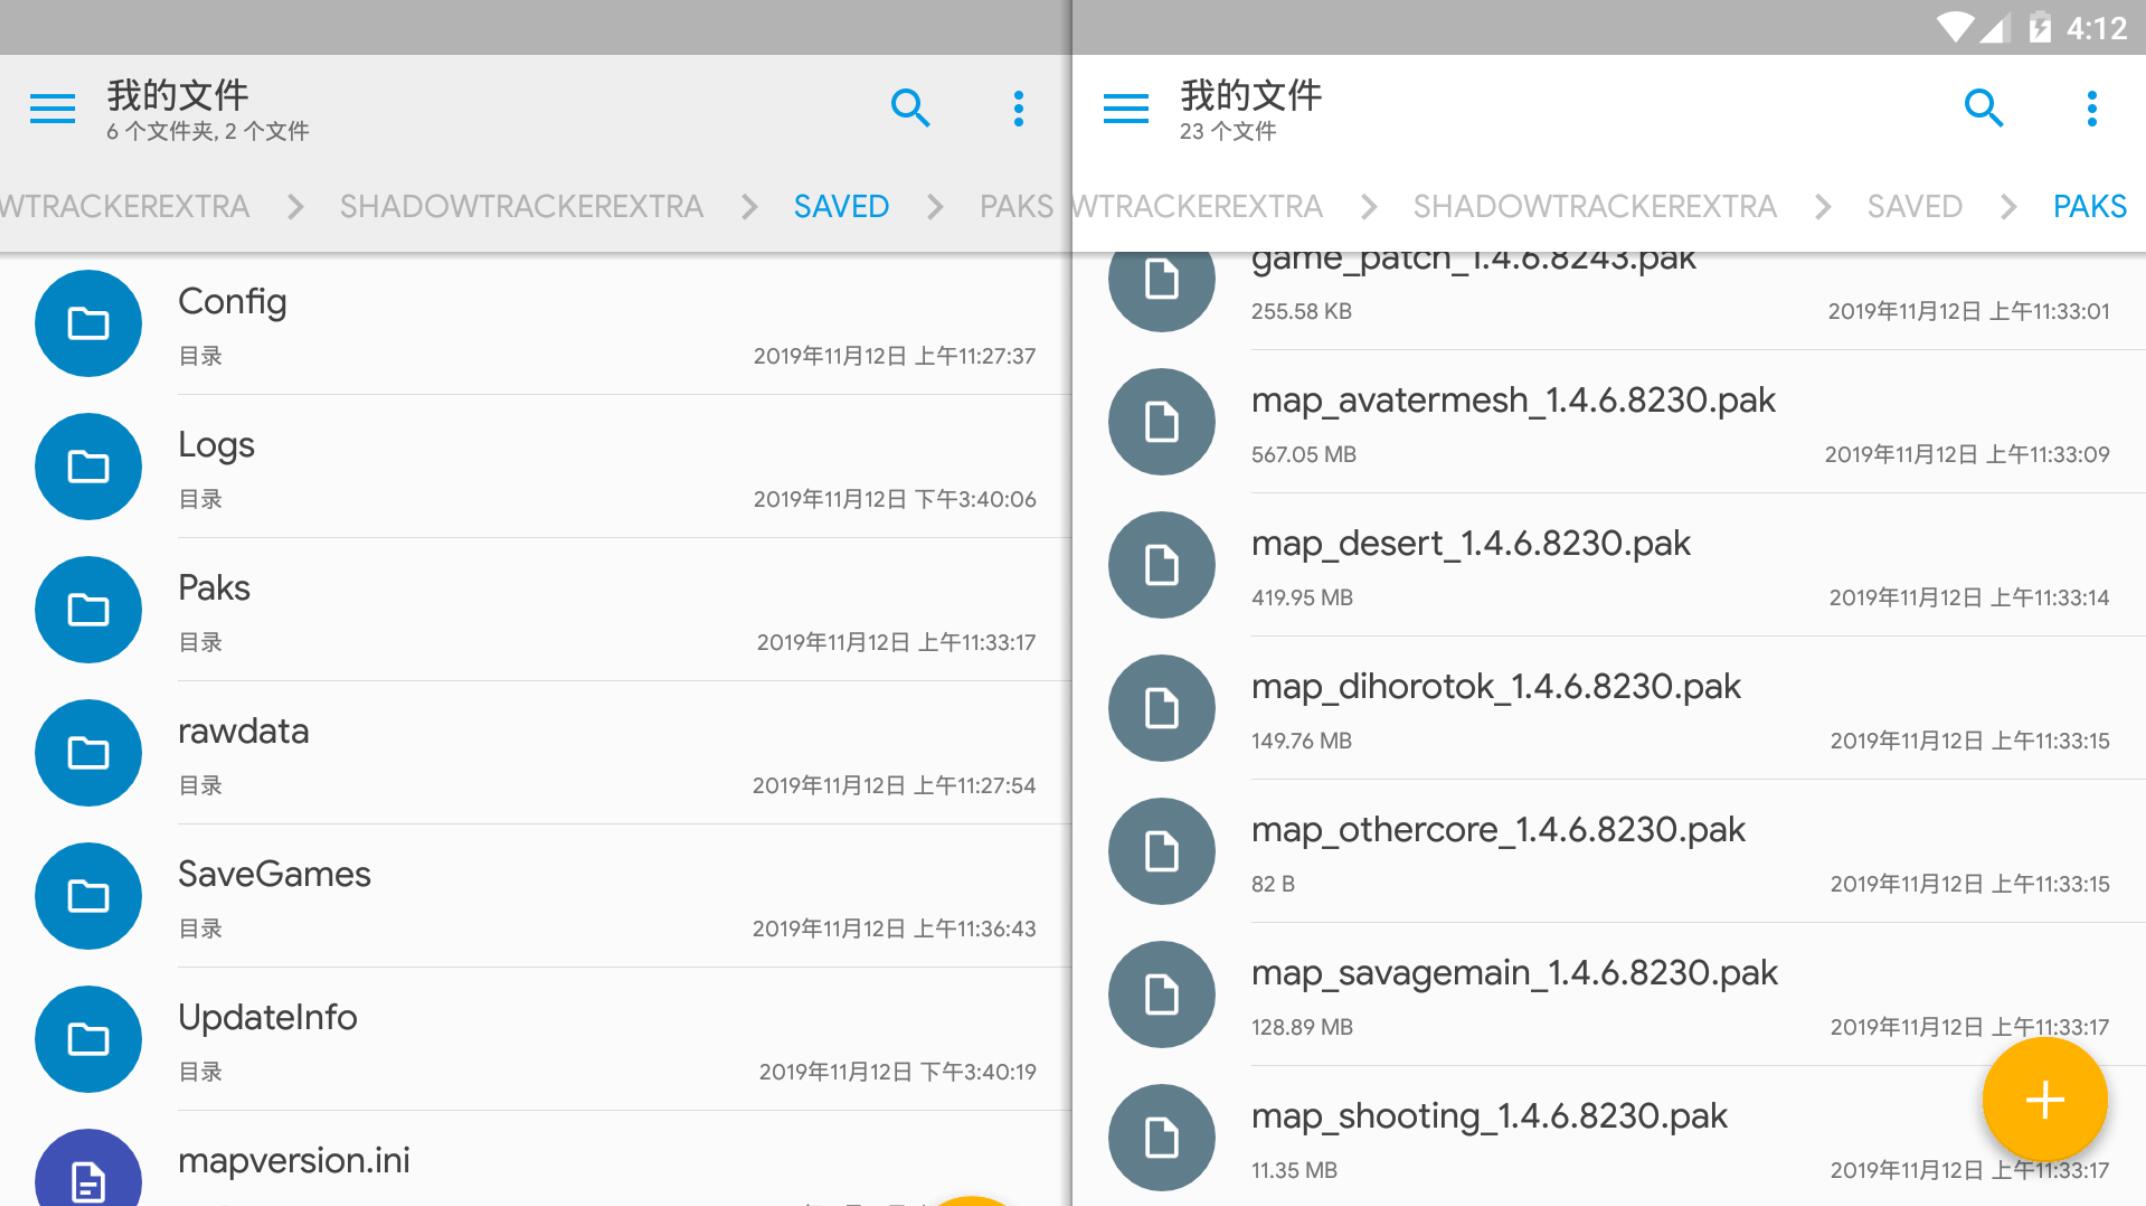 4:12
我的文件
6 个文件夹, 2 个文件
WTRACKEREXTRA > SHADOWTRACKEREXTRA > SAVED > PAKS
Config
目录 2019年11月12日 上午11:27:37
Logs
目录 2019年11月12日 下午3:40:06
Paks
目录 2019年11月12日 上午11:33:17
rawdata
目录 2019年11月12日 上午11:27:54
SaveGames
目录 2019年11月12日 上午11:36:43
UpdateInfo
目录 2019年11月12日 下午3:40:19
mapversion.ini
我的文件
23 个文件
WTRACKEREXTRA > SHADOWTRACKEREXTRA > SAVED > PAKS
game_patch_1.4.6.8243.pak
255.58 KB 2019年11月12日 上午11:33:01
map_avatermesh_1.4.6.8230.pak
567.05 MB 2019年11月12日 上午11:33:09
map_desert_1.4.6.8230.pak
419.95 MB 2019年11月12日 上午11:33:14
map_dihorotok_1.4.6.8230.pak
149.76 MB 2019年11月12日 上午11:33:15
map_othercore_1.4.6.8230.pak
82 B 2019年11月12日 上午11:33:15
map_savagemain_1.4.6.8230.pak
128.89 MB 2019年11月12日 上午11:33:17
map_shooting_1.4.6.8230.pak
11.35 MB 2019年11月12日 上午11:33:17